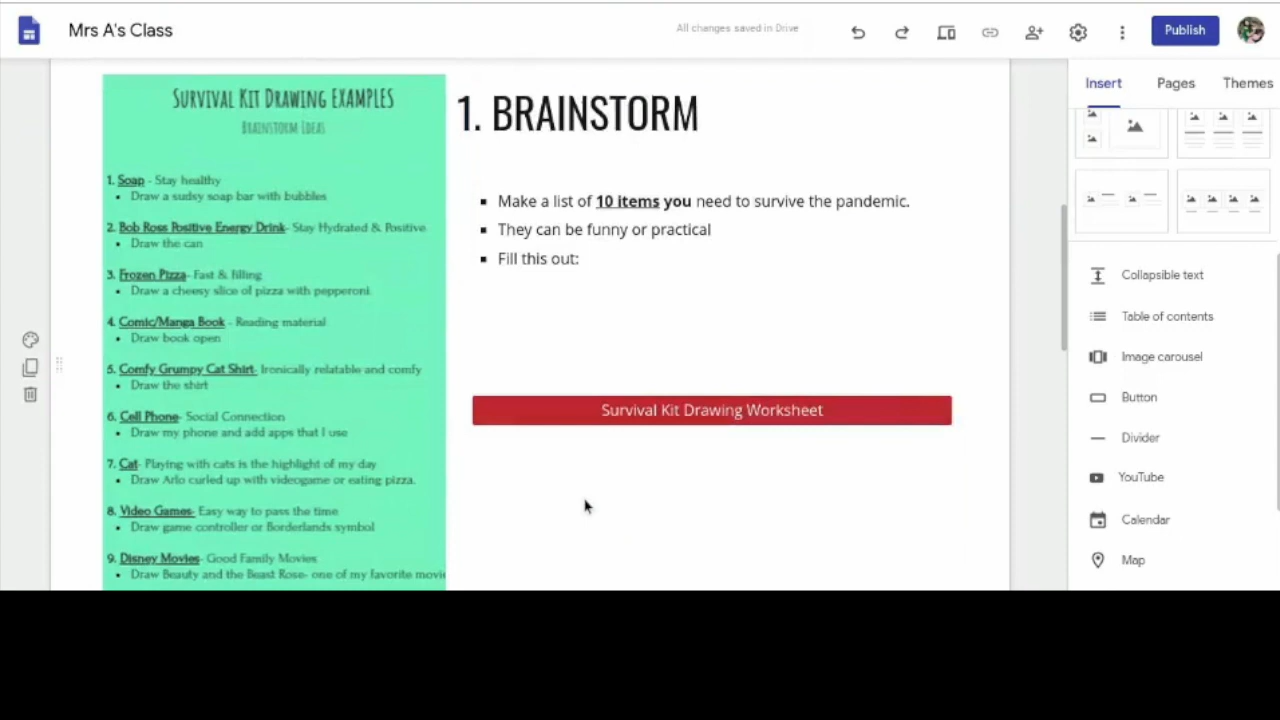 Mrs A's Class
All changes saved in Drive
Publish
Survival Kit Drawing EXAMPLES
Brainstorm Ideas
1. Soap - Stay healthy
• Draw a sudsy soap bar with bubbles
2. Bob Ross Positive Energy Drink- Stay Hydrated & Positive
• Draw the can
3. Frozen Pizza- Fast & filling
• Draw a cheesy slice of pizza with pepperoni.
4. Comic/Manga Book - Reading material
• Draw book open
5. Comfy Grumpy Cat Shirt- Ironically relatable and comfy
• Draw the shirt
6. Cell Phone- Social Connection
• Draw my phone and add apps that I use
7. Cat- Playing with cats is the highlight of my day
• Draw Arlo curled up with videogame or eating pizza.
8. Video Games- Easy way to pass the time
• Draw game controller or Borderlands symbol
9. Disney Movies- Good Family Movies
• Draw Beauty and the Beast Rose- one of my favorite movie
1. BRAINSTORM
▪ Make a list of 10 items you need to survive the pandemic.
▪ They can be funny or practical
▪ Fill this out:
Survival Kit Drawing Worksheet
Insert Pages Themes
Collapsible text
Table of contents
Image carousel
Button
Divider
YouTube
Calendar
Map